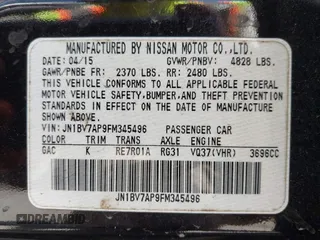 MANUFACTURED BY NISSAN MOTOR CO.,LTD.
DATE: 04/15 GVWR/PNBV: 4828 LBS.
GAWR/PNBE FR: 2370 LBS. RR: 2480 LBS.
THIS VEHICLE CONFORMS TO ALL APPLICABLE FEDERAL
MOTOR VEHICLE SAFETY,BUMPER,AND THEFT PREVENTION
STANDARDS IN EFFECT ON THE DATE OF MANUFACTURE
SHOWN ABOVE.
VIN: JN1BV7AP9FM345496 PASSENGER CAR
COLOR TRIM TRANS AXLE ENGINE
GAC K RE7R01A RG31 VQ37(VHR) 3696CC
JN1BV7AP9FM345496
DREAMBID